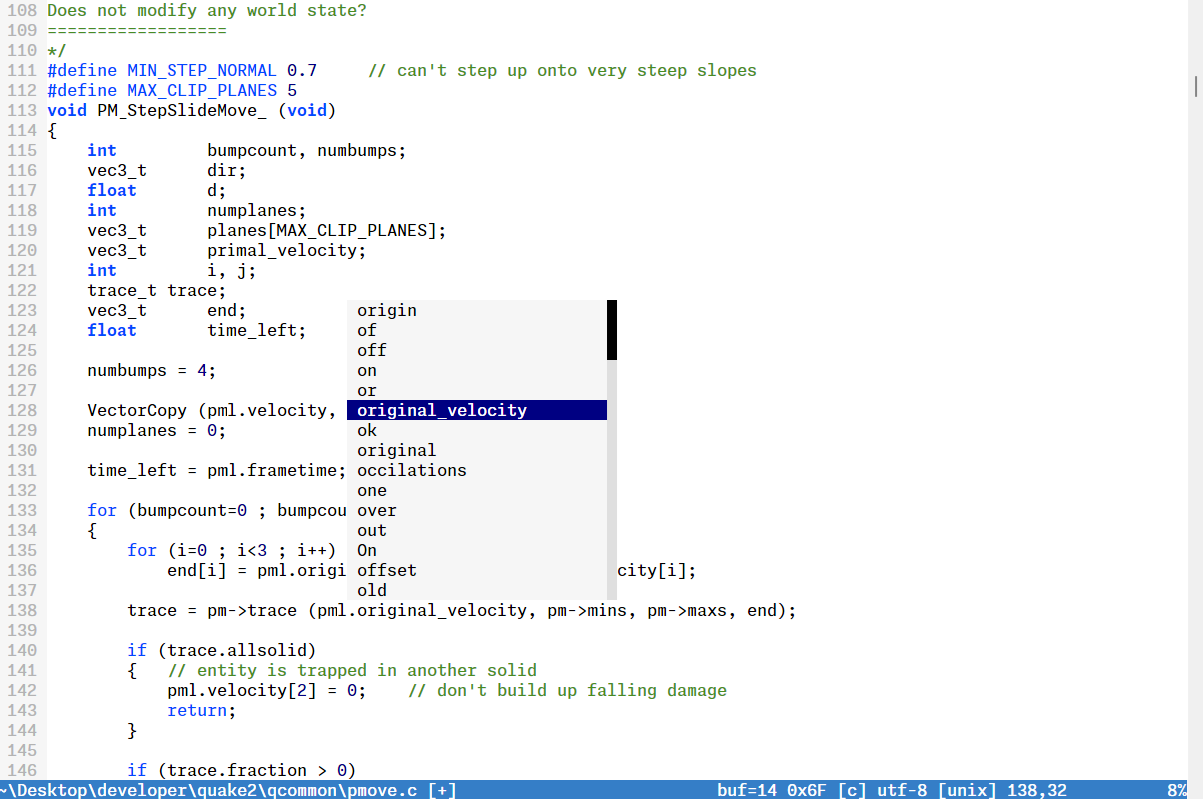 108 Does not modify any world state?
109 ==================
110 */
111 #define MIN_STEP_NORMAL 0.7     // can't step up onto very steep slopes
112 #define MAX_CLIP_PLANES 5
113 void PM_StepSlideMove_ (void)
114 {
115     int         bumpcount, numbumps;
116     vec3_t      dir;
117     float       d;
118     int         numplanes;
119     vec3_t      planes[MAX_CLIP_PLANES];
120     vec3_t      primal_velocity;
121     int         i, j;
122     trace_t trace;
123     vec3_t      end;           origin
124     float       time_left;     of
125                                off
126     numbumps = 4;              on
127                                or
128     VectorCopy (pml.velocity,  original_velocity
129     numplanes = 0;             ok
130                                original
131     time_left = pml.frametime; occilations
132                                one
133     for (bumpcount=0 ; bumpcou over
134     {                          out
135         for (i=0 ; i<3 ; i++)  On
136             end[i] = pml.origi offset                    city[i];
137                                old
138         trace = pm->trace (pml.original_velocity, pm->mins, pm->maxs, end);
139
140         if (trace.allsolid)
141         {   // entity is trapped in another solid
142             pml.velocity[2] = 0;    // don't build up falling damage
143             return;
144         }
145
146         if (trace.fraction > 0)
~\Desktop\developer\quake2\qcommon\pmove.c [+] buf=14 0x6F [c] utf-8 [unix] 138,32 8%